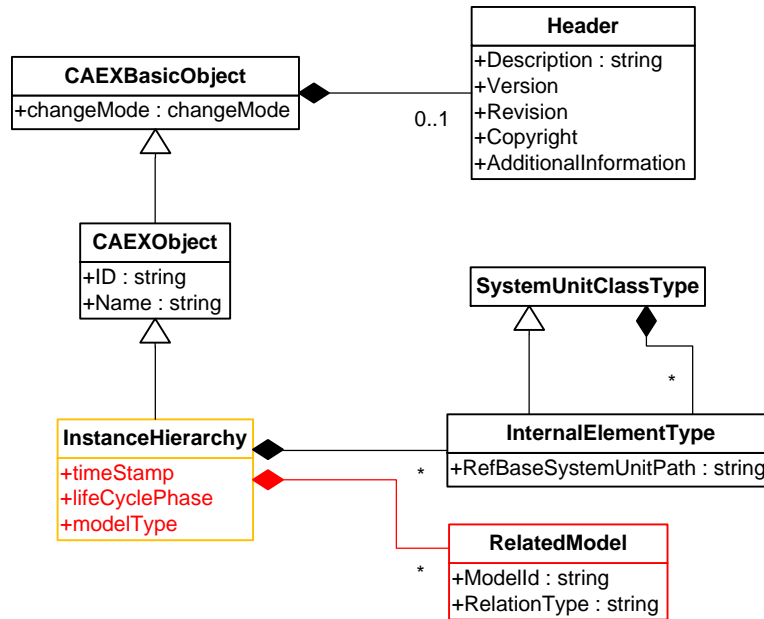 Header
+Description : string
+Version
+Revision
+Copyright
+AdditionalInformation
CAEXBasicObject
+changeMode : changeMode
0..1
CAEXObject
+ID : string
+Name : string
SystemUnitClassType
*
InstanceHierarchy
+timeStamp
+lifeCyclePhase
+modelType
*
InternalElementType
+RefBaseSystemUnitPath : string
*
RelatedModel
+ModelId : string
+RelationType : string